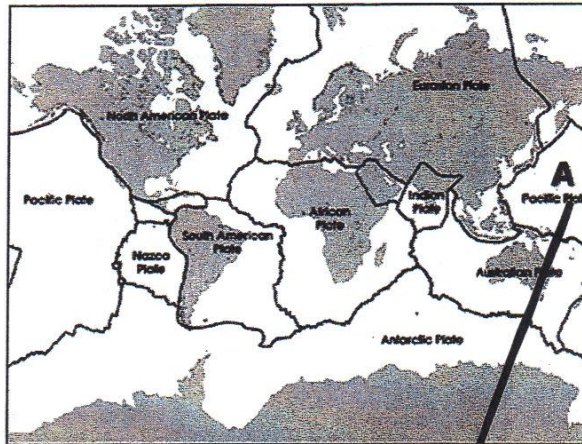 North American Plate
Eurasian Plate
A
Pacific Plate
Pacific Plate
Indian Plate
African Plate
South American Plate
Nazca Plate
Australian Plate
Antarctic Plate